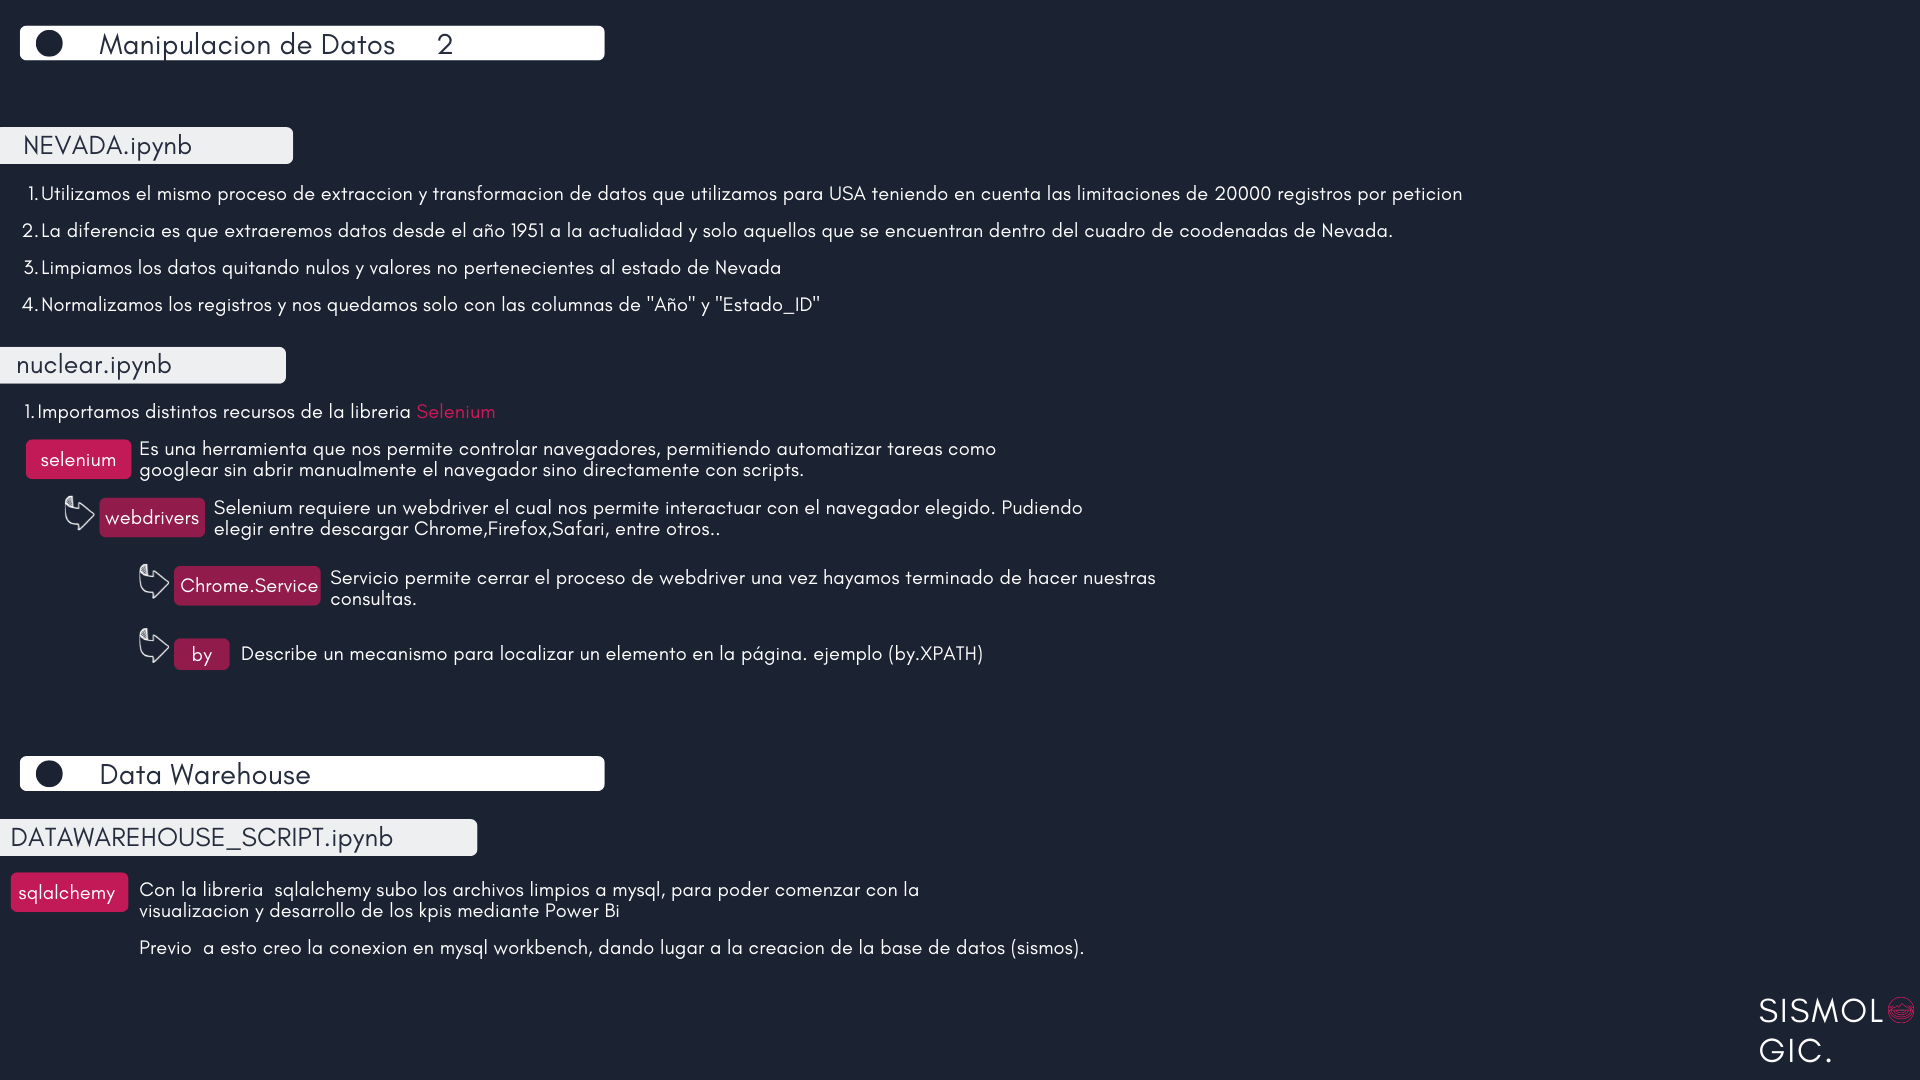 Manipulacion de Datos 2
NEVADA.ipynb
1. Utilizamos el mismo proceso de extraccion y transformacion de datos que utilizamos para USA teniendo en cuenta las limitaciones de 20000 registros por peticion
2. La diferencia es que extraeremos datos desde el año 1951 a la actualidad y solo aquellos que se encuentran dentro del cuadro de coodenadas de Nevada.
3. Limpiamos los datos quitando nulos y valores no pertenecientes al estado de Nevada
4. Normalizamos los registros y nos quedamos solo con las columnas de "Año" y "Estado_ID"
nuclear.ipynb
1. Importamos distintos recursos de la libreria Selenium
selenium
Es una herramienta que nos permite controlar navegadores, permitiendo automatizar tareas como
googlear sin abrir manualmente el navegador sino directamente con scripts.
webdrivers
Selenium requiere un webdriver el cual nos permite interactuar con el navegador elegido. Pudiendo
elegir entre descargar Chrome,Firefox,Safari, entre otros..
Chrome.Service
Servicio permite cerrar el proceso de webdriver una vez hayamos terminado de hacer nuestras
consultas.
by
Describe un mecanismo para localizar un elemento en la página. ejemplo (by.XPATH)
Data Warehouse
DATAWAREHOUSE_SCRIPT.ipynb
sqlalchemy
Con la libreria sqlalchemy subo los archivos limpios a mysql, para poder comenzar con la
visualizacion y desarrollo de los kpis mediante Power Bi
Previo a esto creo la conexion en mysql workbench, dando lugar a la creacion de la base de datos (sismos).
SISMOL
GIC.